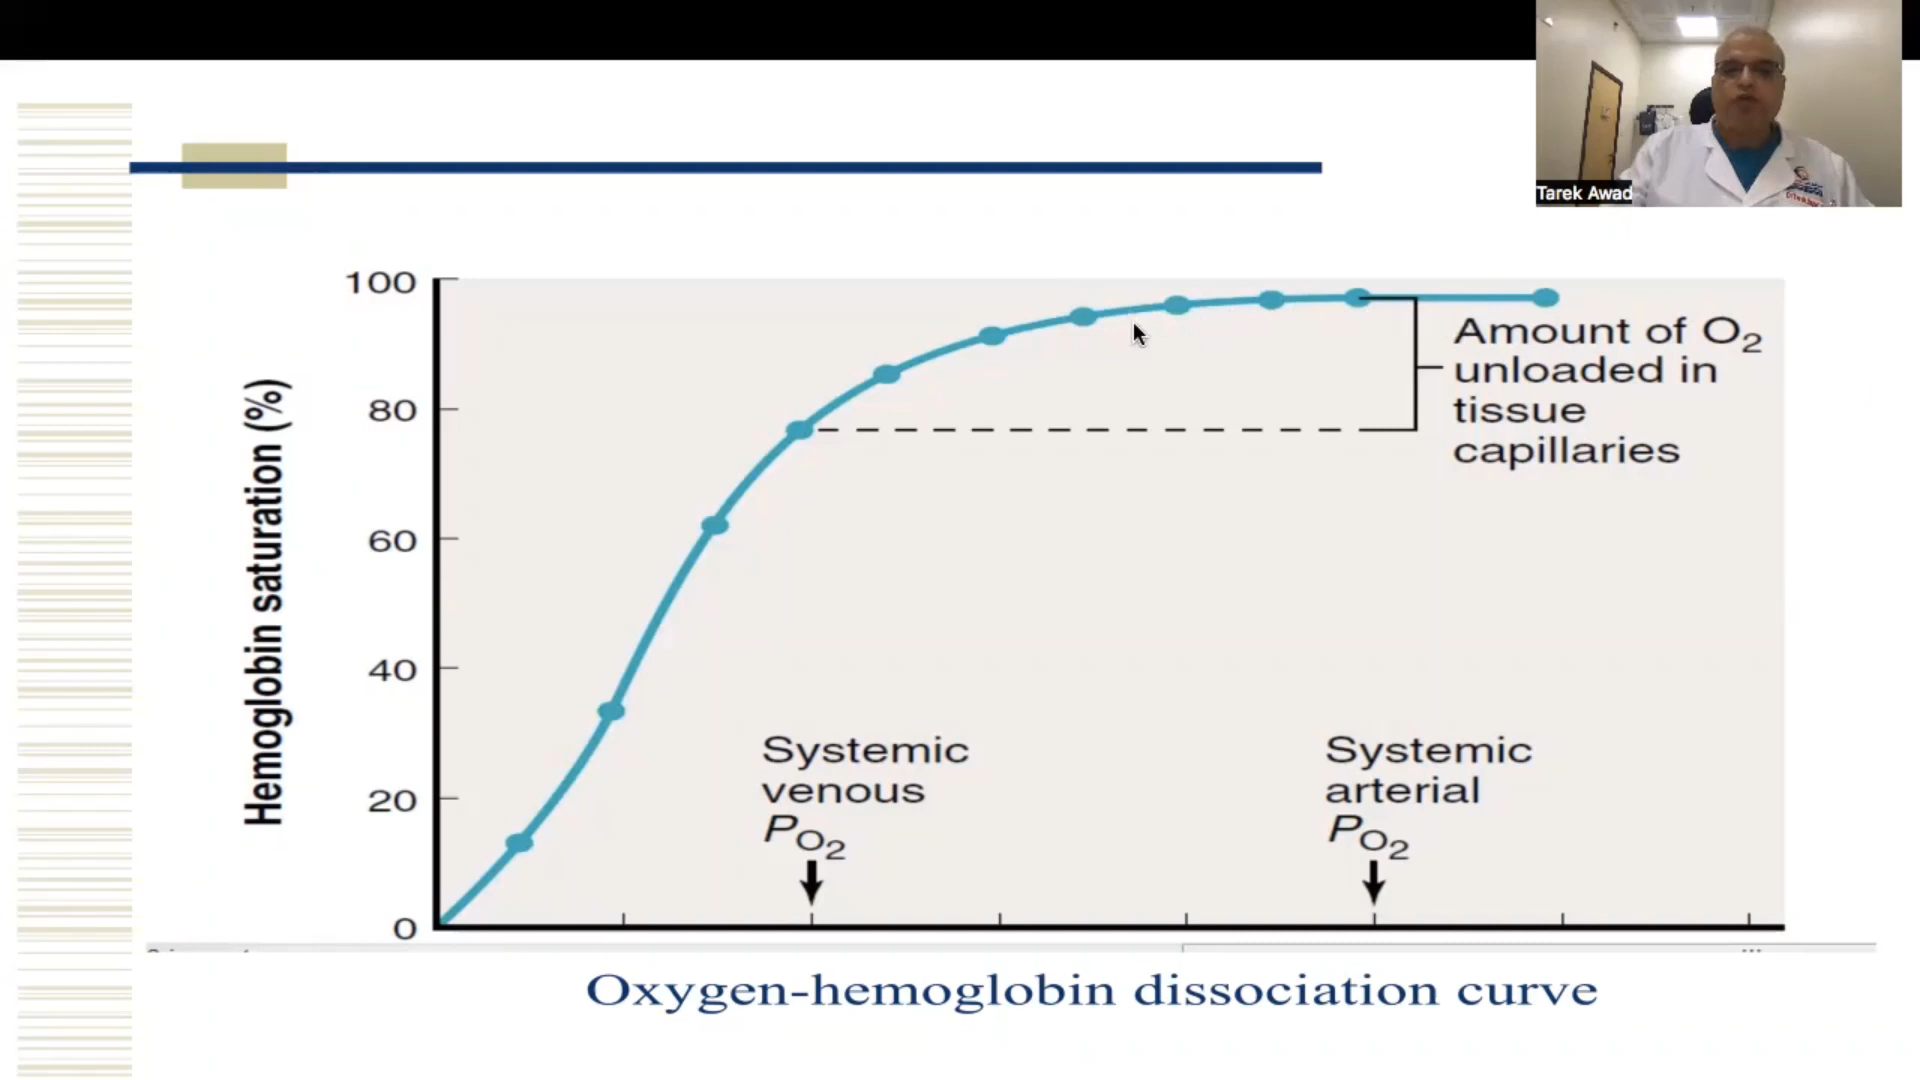 Tarek Awad
Hemoglobin saturation (%)
100
80
60
40
20
0
Amount of O₂
unloaded in
tissue
capillaries
Systemic
venous
PO₂
Systemic
arterial
PO₂
Oxygen-hemoglobin dissociation curve